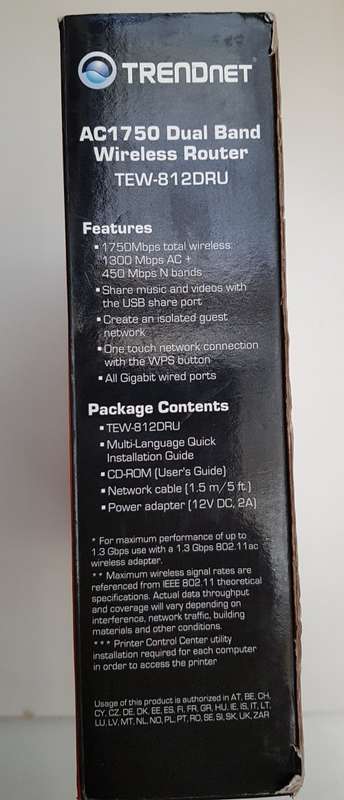 TRENDNET
AC1750 Dual Band
Wireless Router
TEW-812DRU
Features
▪ 1750Mbps total wireless:
1300 Mbps AC +
450 Mbps N bands
▪ Share music and videos with
the USB share port
▪ Create an isolated guest
network
▪ One touch network connection
with the WPS button
▪ All Gigabit wired ports
Package Contents
▪ TEW-812DRU
▪ Multi-Language Quick
Installation Guide
▪ CD-ROM (User's Guide)
▪ Network cable (1.5 m/5 ft.)
▪ Power adapter (12V DC, 2A)
* For maximum performance of up to
1.3 Gbps use with a 1.3 Gbps 802.11ac
wireless adapter.
** Maximum wireless signal rates are
referenced from IEEE 802.11 theoretical
specifications. Actual data throughput
and coverage will vary depending on
interference, network traffic, building
materials and other conditions.
*** Printer Control Center utility
installation required for each computer
in order to access the printer
Usage of this product is authorized in AT, BE, CH,
CY, CZ, DE, DK, EE, ES, FI, FR, GR, HU, IE, IS, IT, LT,
LU, LV, MT, NL, NO, PL, PT, RO, SE, SI, SK, UK, ZAR